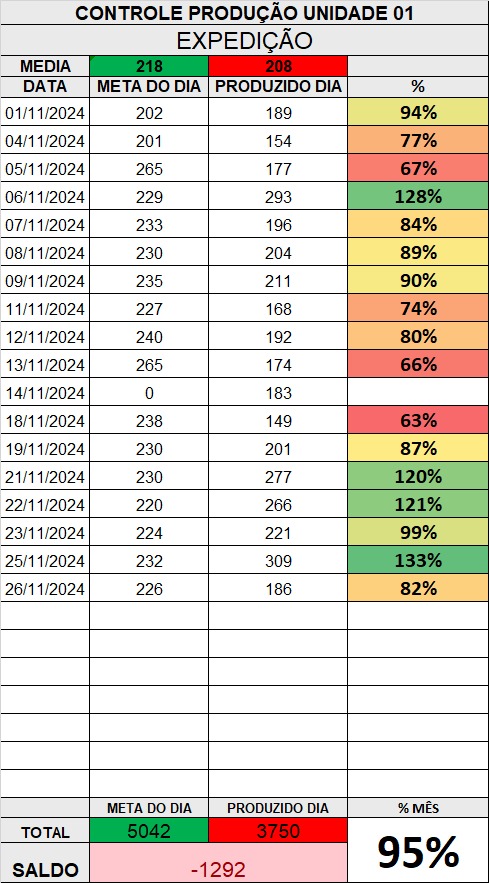 CONTROLE PRODUÇÃO UNIDADE 01
EXPEDIÇÃO
MEDIA 218 208
DATA META DO DIA PRODUZIDO DIA %
01/11/2024 202 189 94%
04/11/2024 201 154 77%
05/11/2024 265 177 67%
06/11/2024 229 293 128%
07/11/2024 233 196 84%
08/11/2024 230 204 89%
09/11/2024 235 211 90%
11/11/2024 227 168 74%
12/11/2024 240 192 80%
13/11/2024 265 174 66%
14/11/2024 0 183
18/11/2024 238 149 63%
19/11/2024 230 201 87%
21/11/2024 230 277 120%
22/11/2024 220 266 121%
23/11/2024 224 221 99%
25/11/2024 232 309 133%
26/11/2024 226 186 82%
META DO DIA PRODUZIDO DIA % MÊS
TOTAL 5042 3750 95%
SALDO -1292